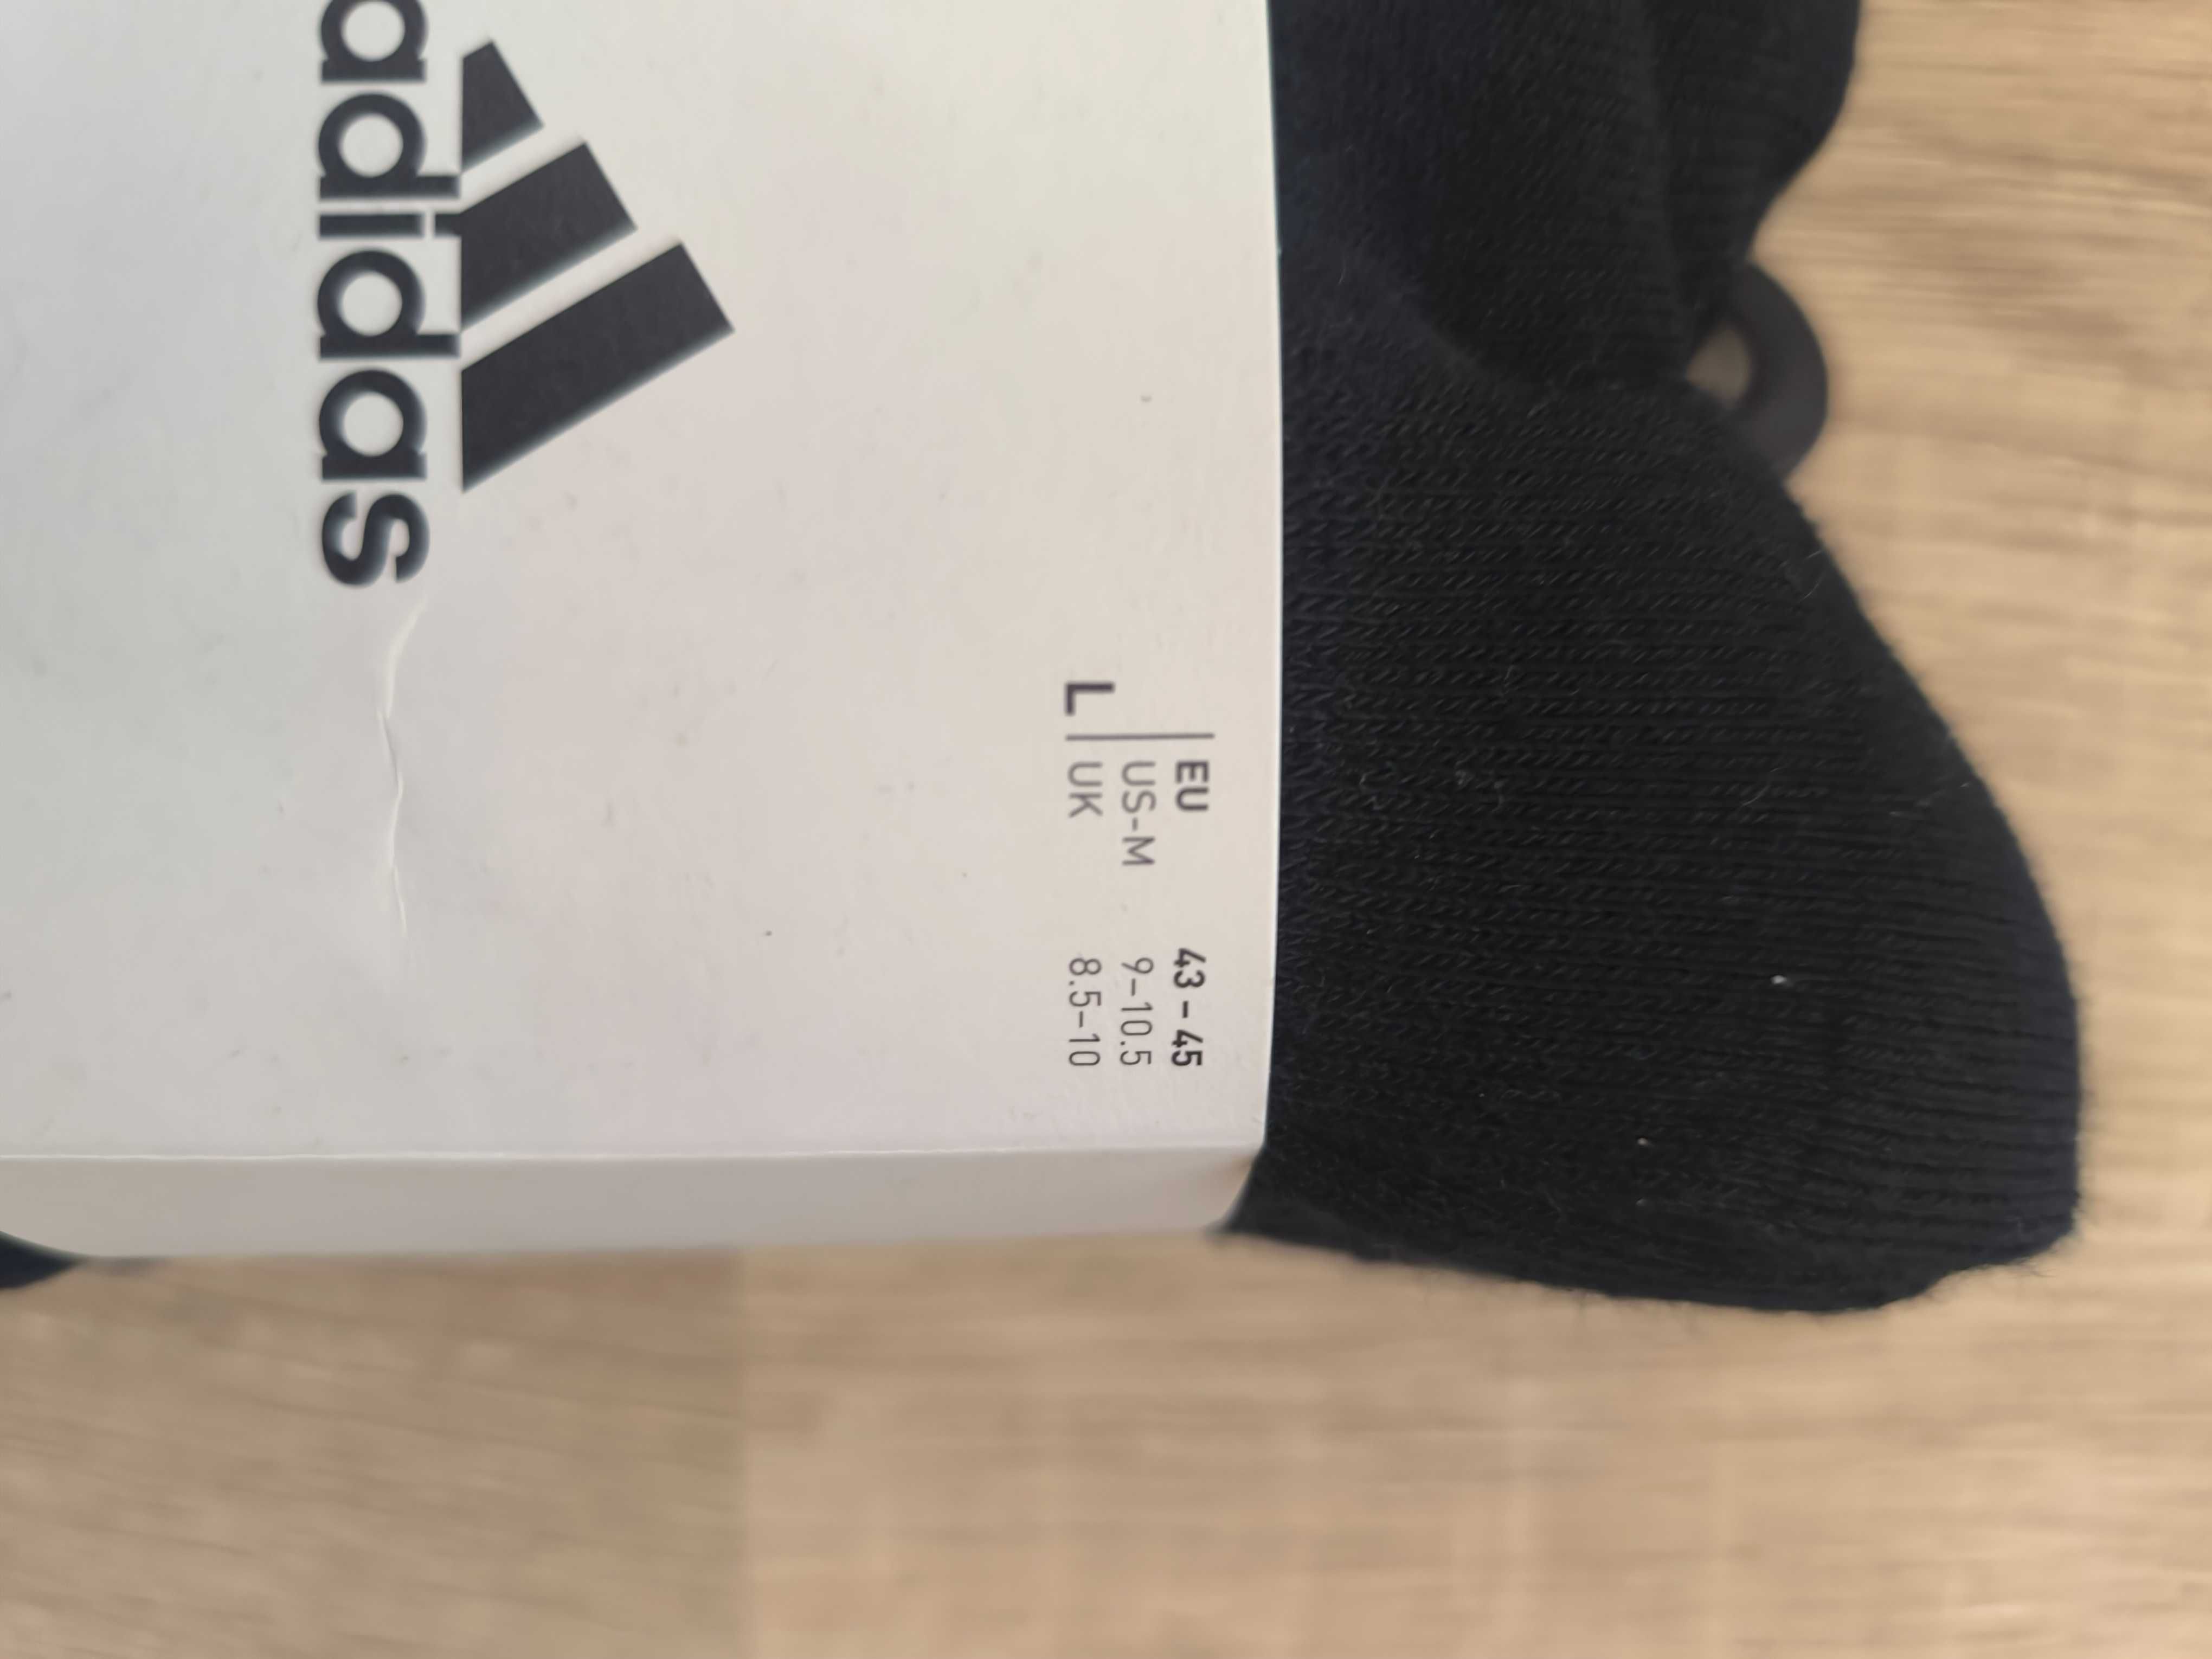 adidas
L
EU 43 - 45
US-M 9-10.5
UK 8.5-10